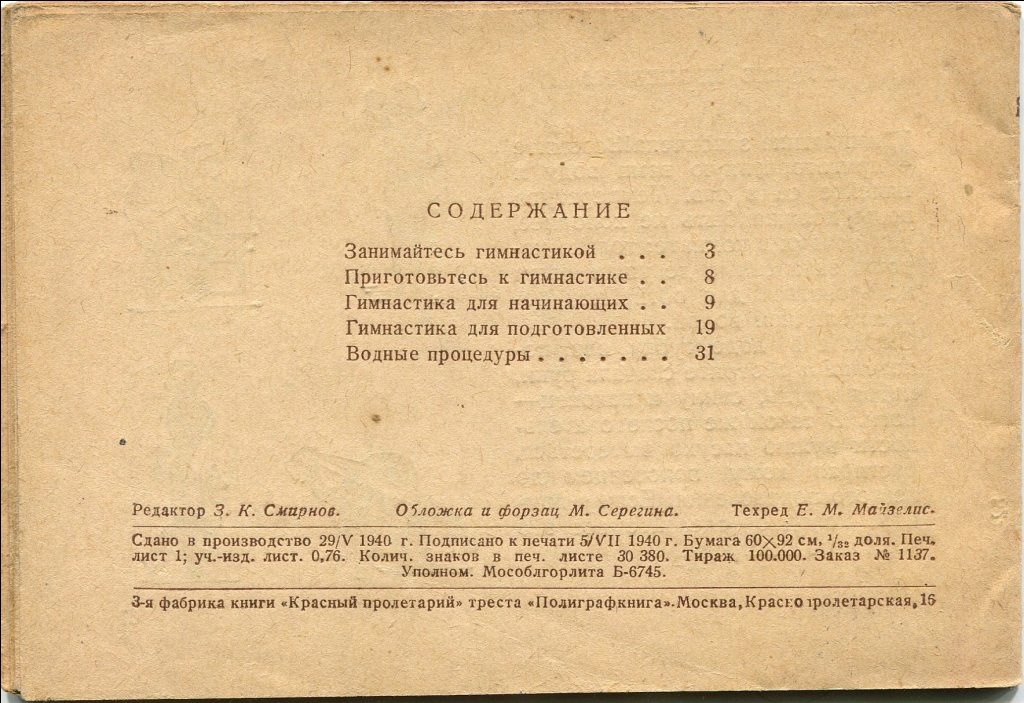 СОДЕРЖАНИЕ
Занимайтесь гимнастикой . . . 3
Приготовьтесь к гимнастике . . 8
Гимнастика для начинающих . . 9
Гимнастика для подготовленных 19
Водные процедуры . . . . . . . 31
Редактор З. К. Смирнов. Обложка и форзац М. Серегина. Техред Е. М. Майзелис.
Сдано в производство 29/V 1940 г. Подписано к печати 5/VII 1940 г. Бумага 60×92 см, 1/32 доля. Печ.
лист 1; уч.-изд. лист. 0,76. Колич. знаков в печ. листе 30 380. Тираж 100.000. Заказ № 1137.
Уполном. Мособлгорлита Б-6745.
3-я фабрика книги «Красный пролетарий» треста «Полиграфкнига». Москва, Краснопролетарская, 16